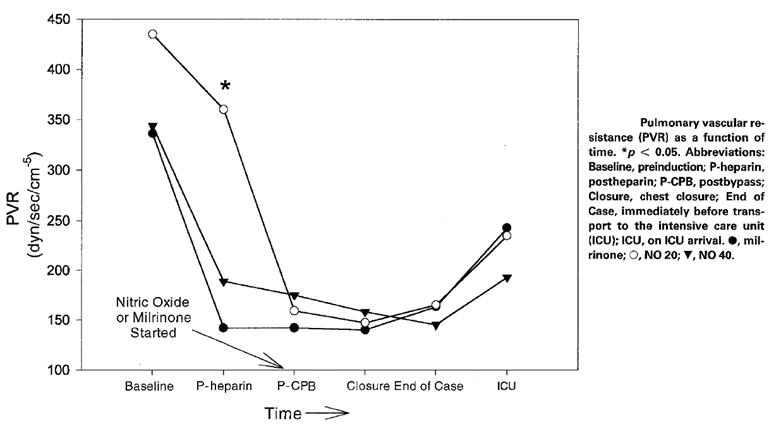 450
400
350
300
250
200
150
100
PVR
(dyn/sec/cm-5)
*
Nitric Oxide
or Milrinone
Started
Baseline P-heparin P-CPB Closure End of Case ICU
Time
Pulmonary vascular re-
sistance (PVR) as a function of
time. *p < 0.05. Abbreviations:
Baseline, preinduction; P-heparin,
postheparin; P-CPB, postbypass;
Closure, chest closure; End of
Case, immediately before trans-
port to the intensive care unit
(ICU); ICU, on ICU arrival. ●, mil-
rinone; ○, NO 20; ▼, NO 40.